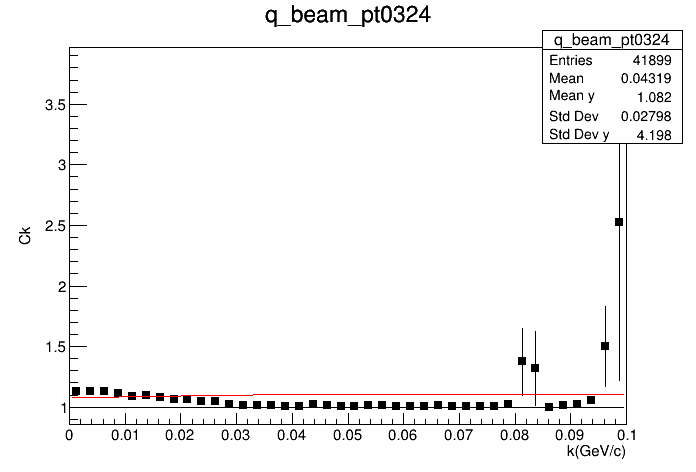 q_beam_pt0324
q_beam_pt0324
Entries 41899
Mean 0.04319
Mean y 1.082
Std Dev 0.02798
Std Dev y 4.198
Ck
3.5
3
2.5
2
1.5
1
0 0.01 0.02 0.03 0.04 0.05 0.06 0.07 0.08 0.09 0.1
k(GeV/c)